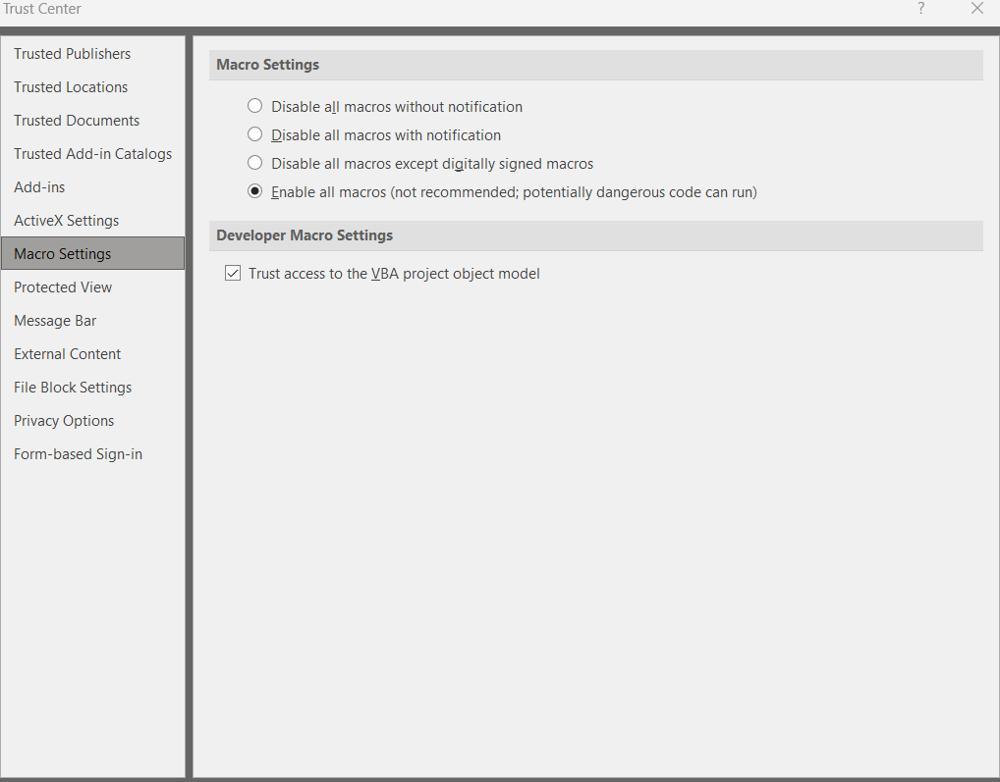 Trust Center
?
Trusted Publishers
Trusted Locations
Trusted Documents
Trusted Add-in Catalogs
Add-ins
ActiveX Settings
Macro Settings
Protected View
Message Bar
External Content
File Block Settings
Privacy Options
Form-based Sign-in
Macro Settings
Disable all macros without notification
Disable all macros with notification
Disable all macros except digitally signed macros
Enable all macros (not recommended; potentially dangerous code can run)
Developer Macro Settings
Trust access to the VBA project object model